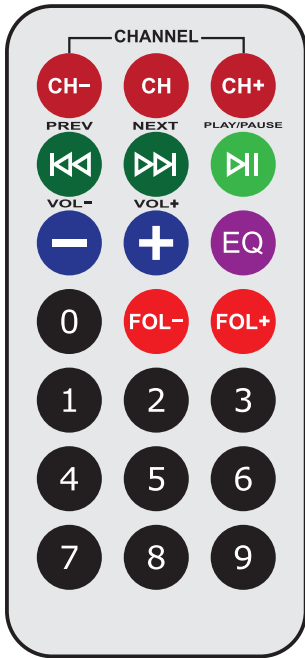 CHANNEL
CH- CH CH+
PREV NEXT PLAY/PAUSE
VOL- VOL+
EQ
0 FOL- FOL+
1 2 3
4 5 6
7 8 9